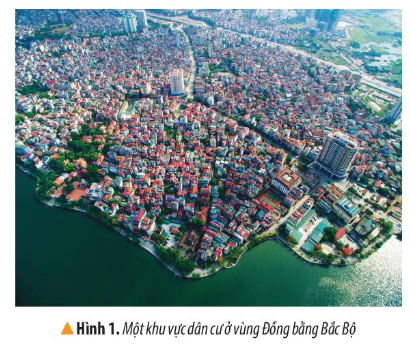 ▲ Hình 1. Một khu vực dân cư ở vùng Đồng bằng Bắc Bộ